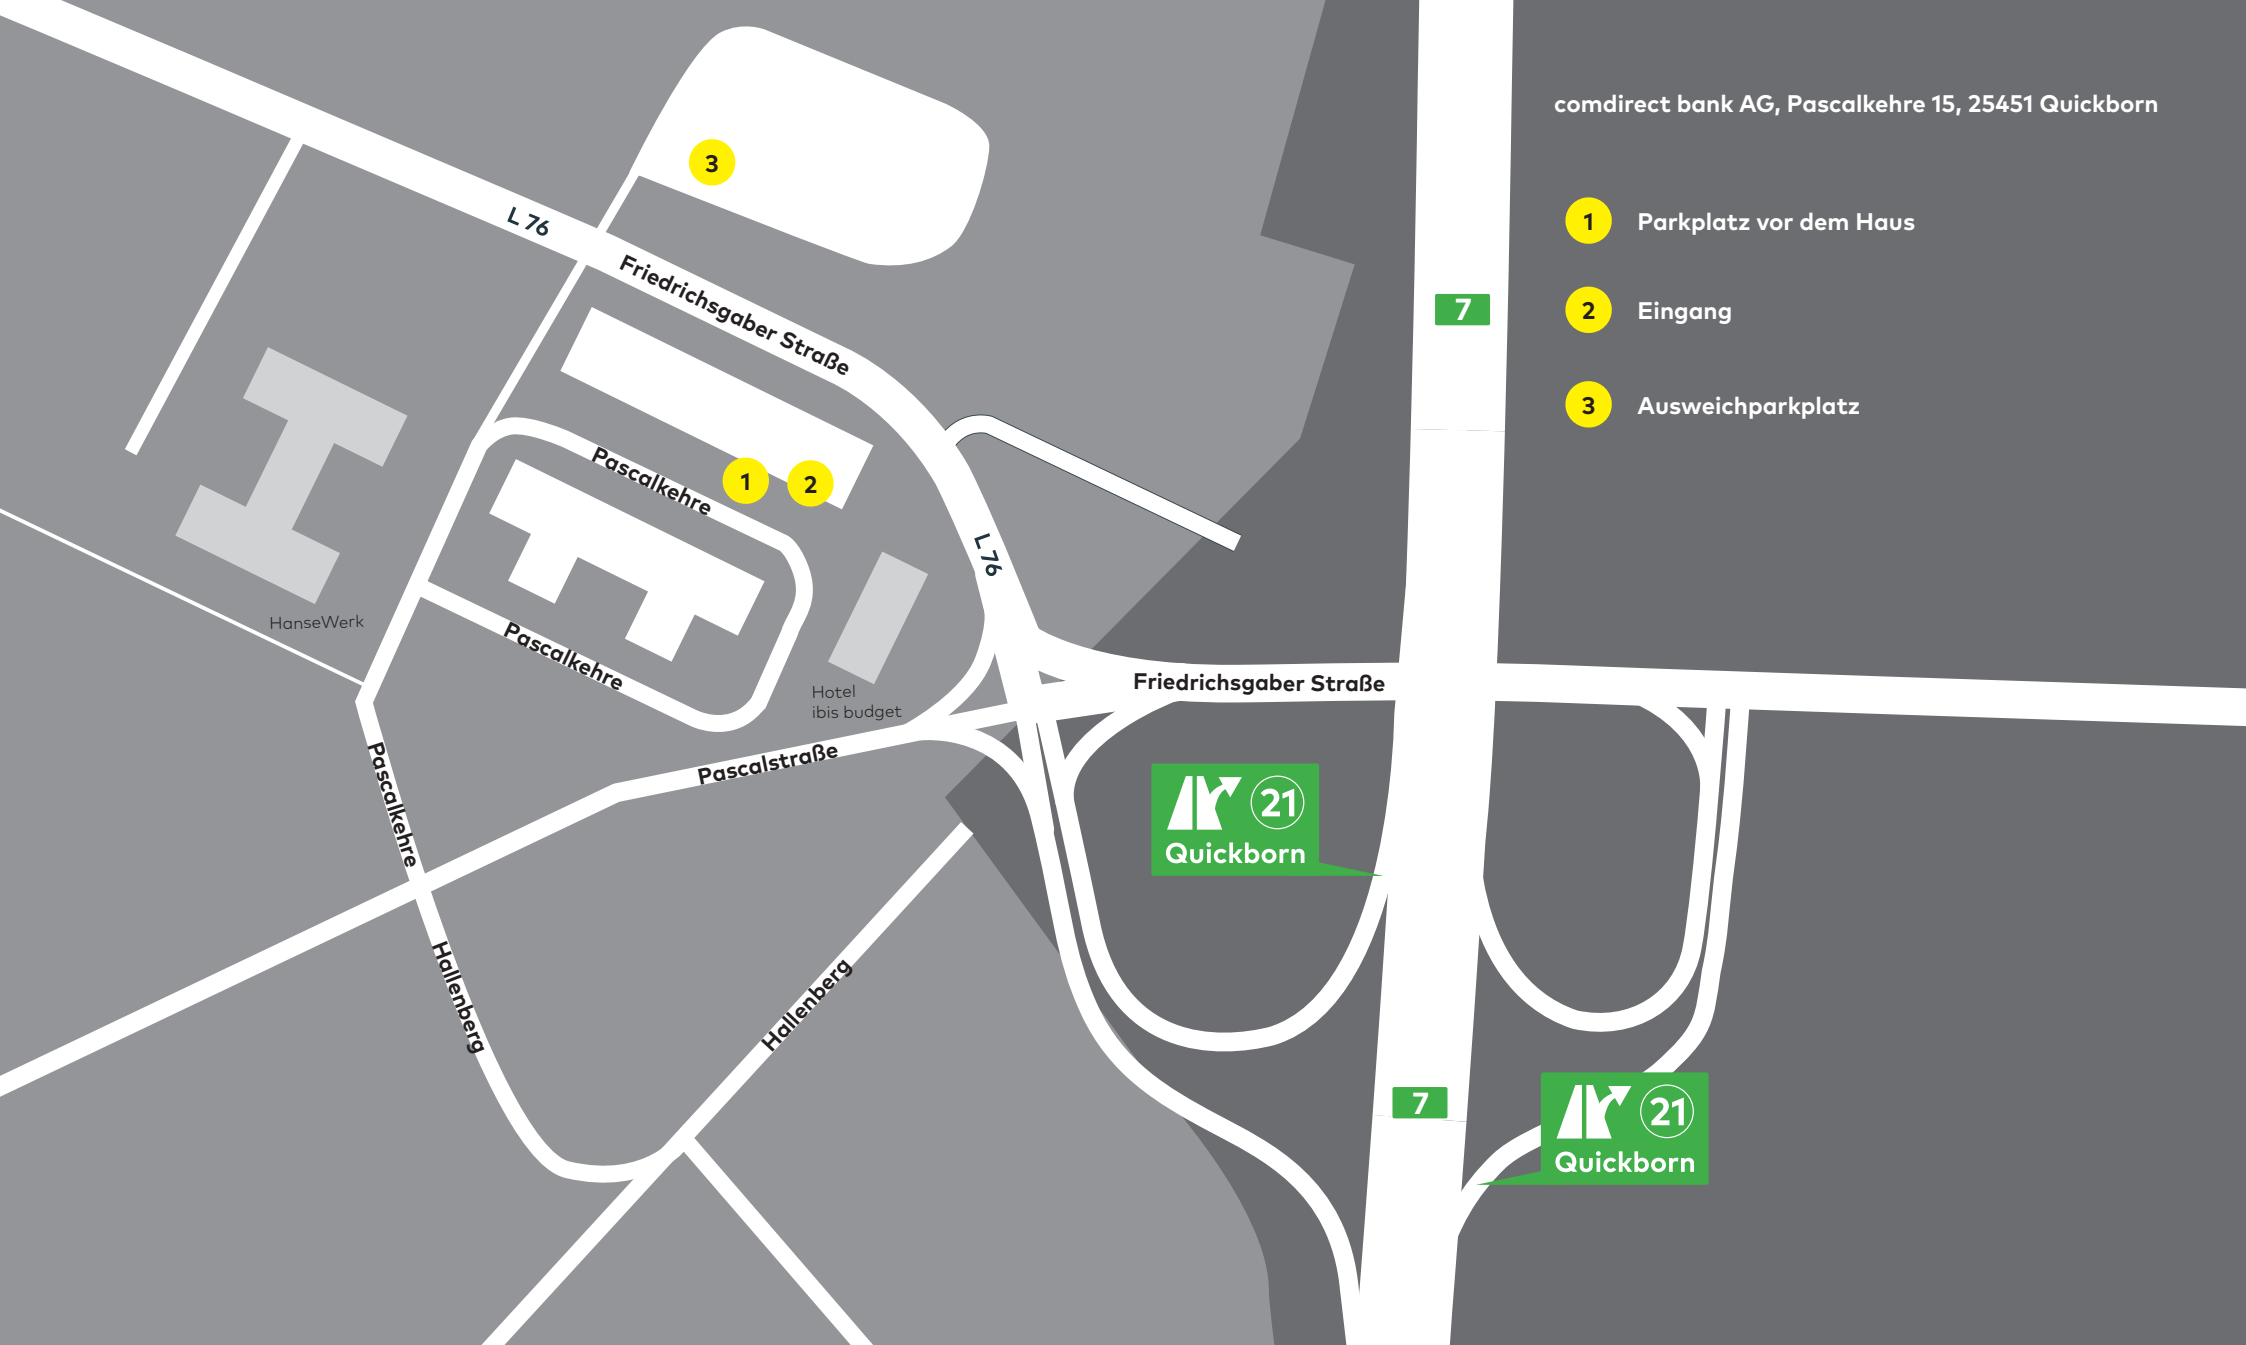 comdirect bank AG, Pascalkehre 15, 25451 Quickborn
1 Parkplatz vor dem Haus
2 Eingang
3 Ausweichparkplatz
3
L 76
Friedrichsgaber Straße
7
Pascalkehre
1
2
L 76
HanseWerk
Pascalkehre
Hotel
ibis budget
Friedrichsgaber Straße
Pascalstraße
Pascalkehre
21
Quickborn
Hallenberg
Hallenberg
7
21
Quickborn